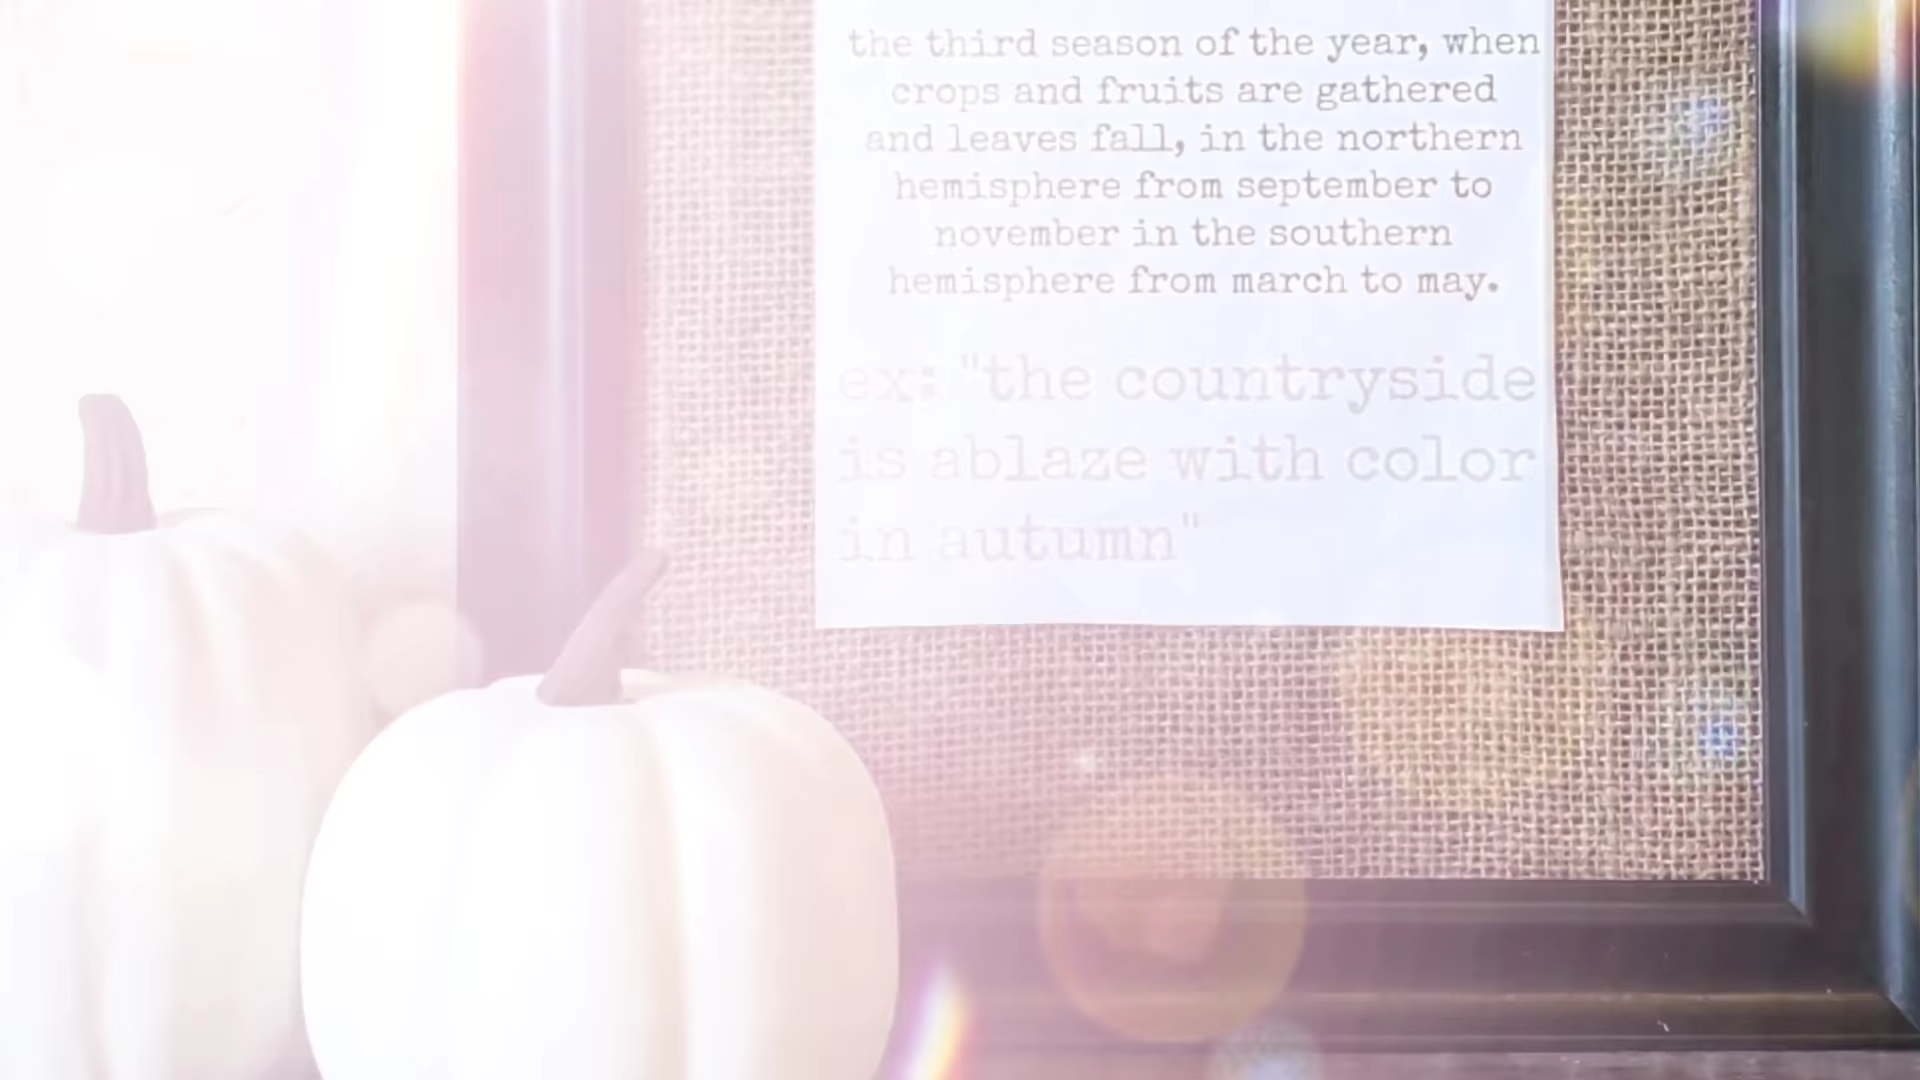 the third season of the year, when
crops and fruits are gathered
and leaves fall, in the northern
hemisphere from september to
november in the southern
hemisphere from march to may.
ex: "the countryside
is ablaze with color
in autumn"